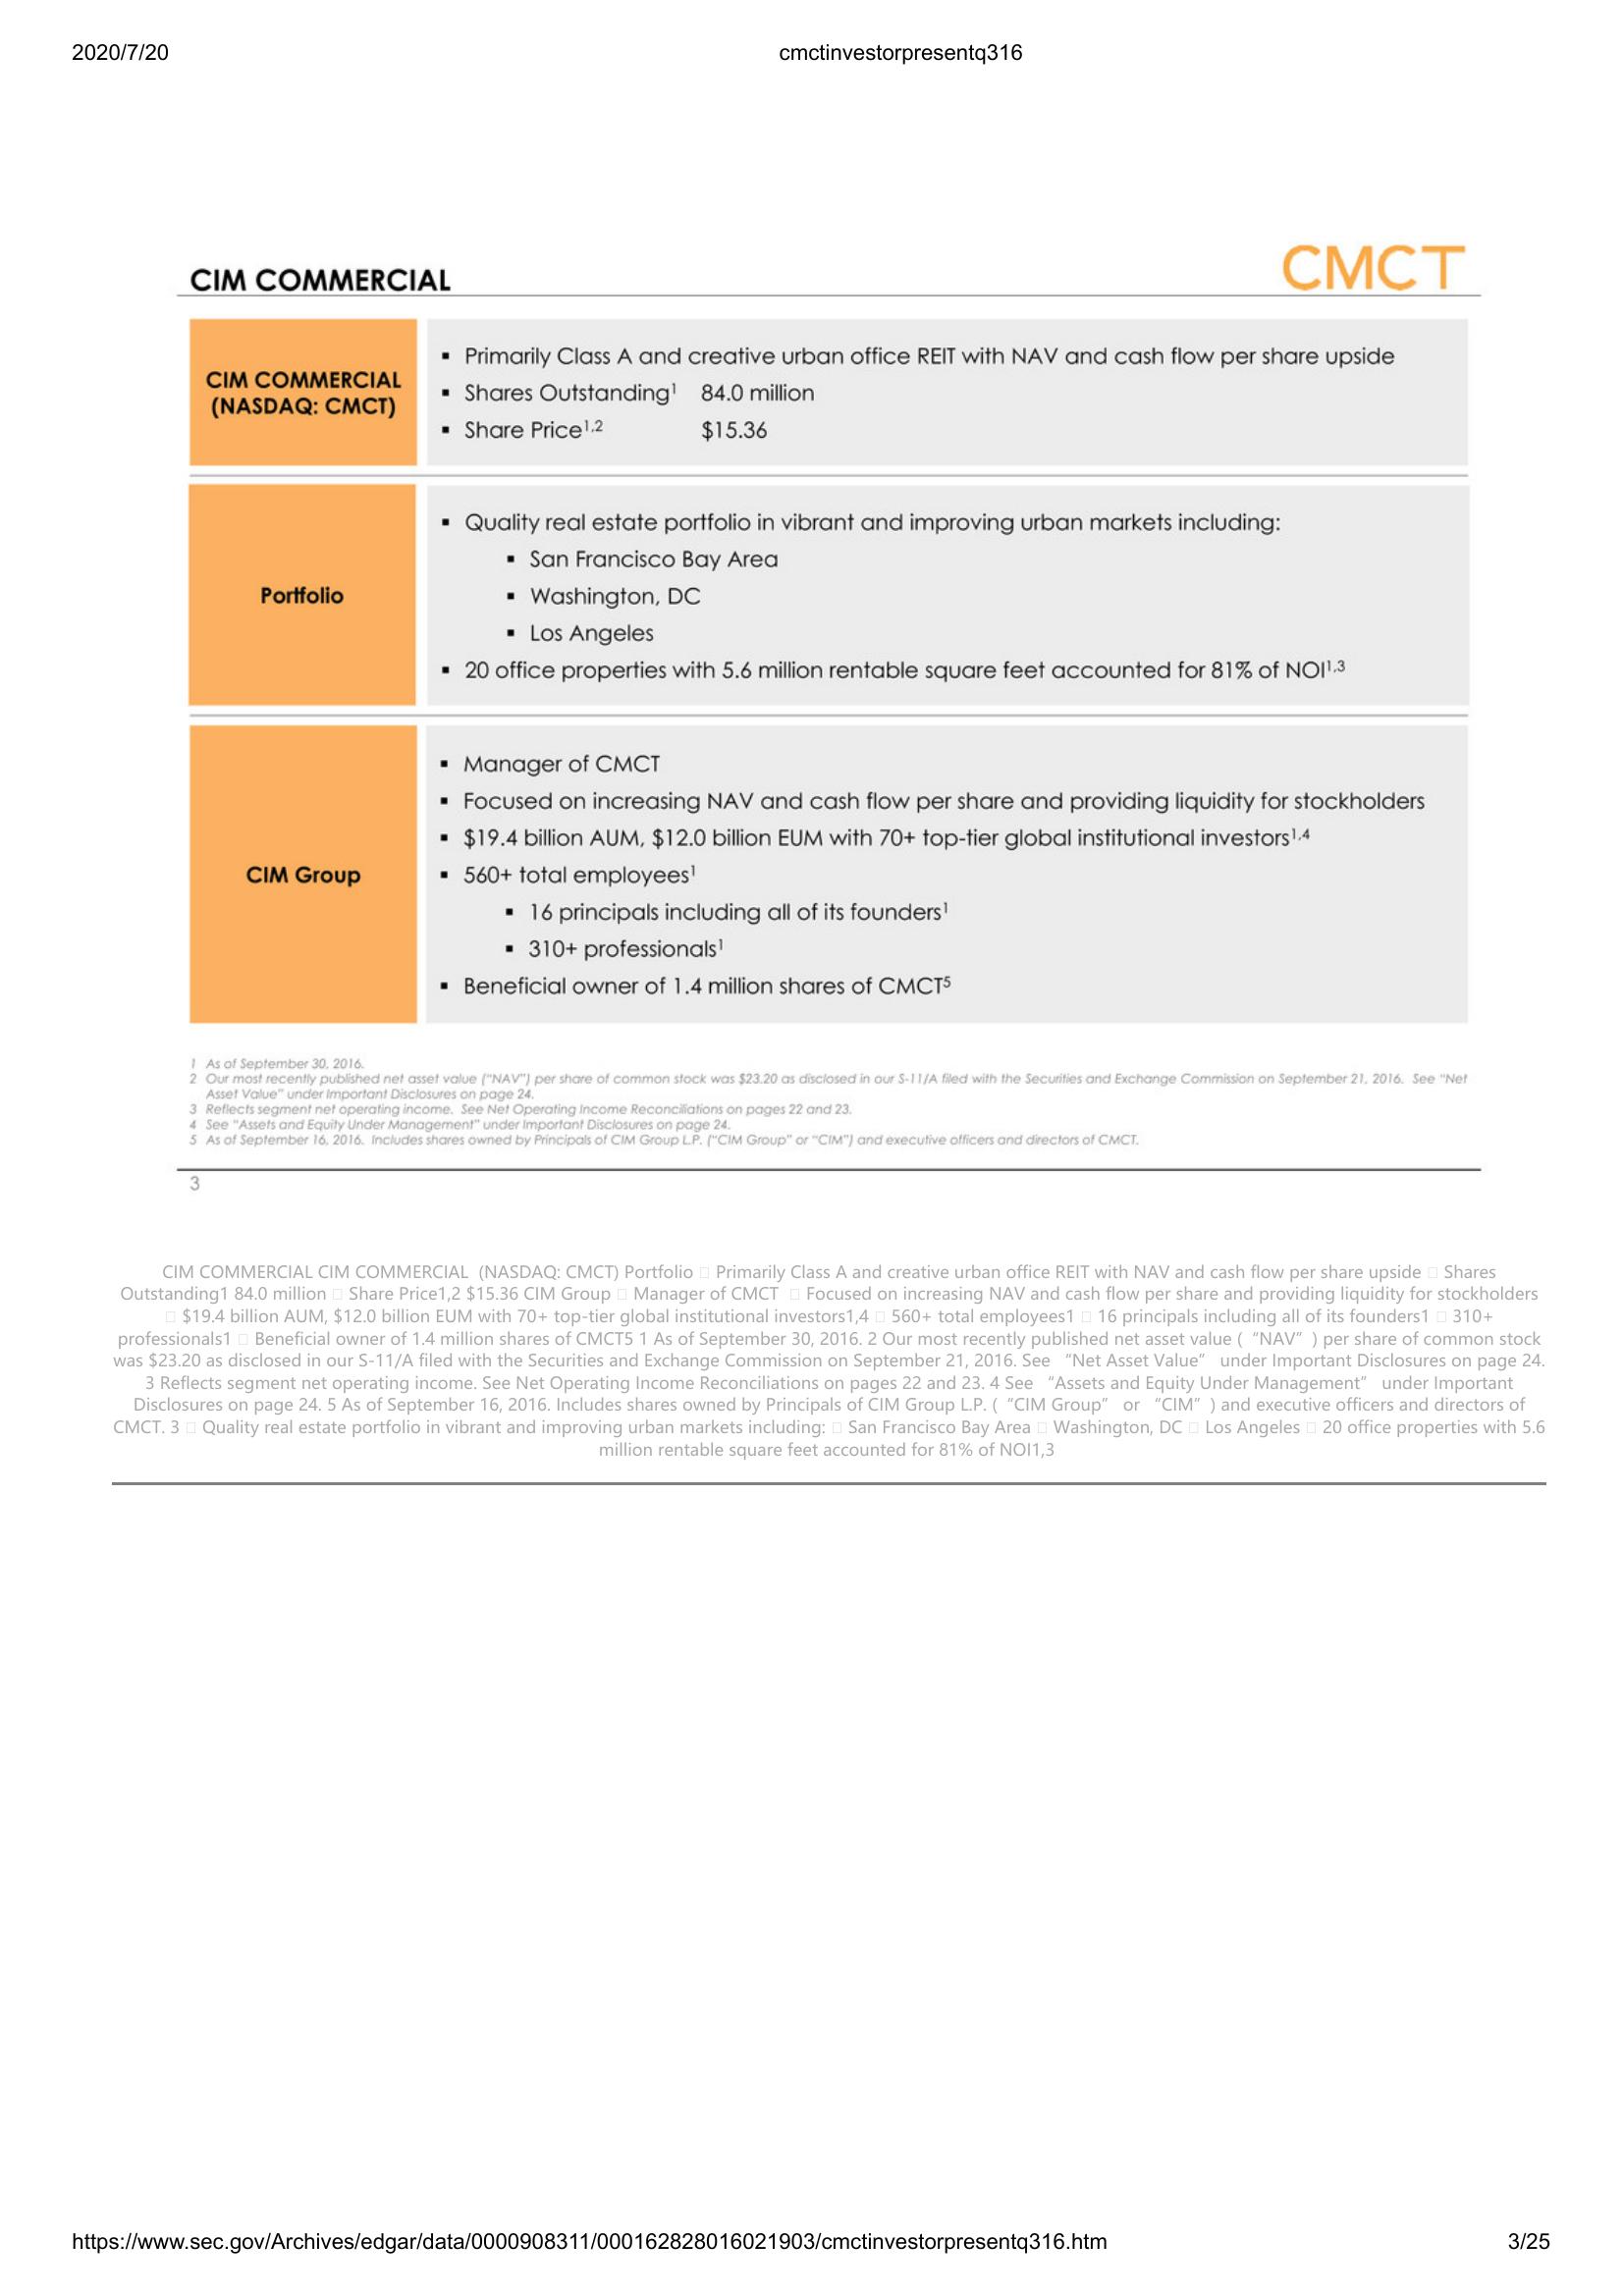 2020/7/20
cmctinvestorpresentq316
CIM COMMERCIAL
CMCT
CIM COMMERCIAL
(NASDAQ: CMCT)
▪ Primarily Class A and creative urban office REIT with NAV and cash flow per share upside
▪ Shares Outstanding1 84.0 million
▪ Share Price1,2 $15.36
Portfolio
▪ Quality real estate portfolio in vibrant and improving urban markets including:
▪ San Francisco Bay Area
▪ Washington, DC
▪ Los Angeles
▪ 20 office properties with 5.6 million rentable square feet accounted for 81% of NOI1,3
CIM Group
▪ Manager of CMCT
▪ Focused on increasing NAV and cash flow per share and providing liquidity for stockholders
▪ $19.4 billion AUM, $12.0 billion EUM with 70+ top-tier global institutional investors1,4
▪ 560+ total employees1
▪ 16 principals including all of its founders1
▪ 310+ professionals1
▪ Beneficial owner of 1.4 million shares of CMCT5
1 As of September 30, 2016.
2 Our most recently published net asset value ("NAV") per share of common stock was $23.20 as disclosed in our S-11/A filed with the Securities and Exchange Commission on September 21, 2016. See "Net
Asset Value" under Important Disclosures on page 24.
3 Reflects segment net operating income. See Net Operating Income Reconciliations on pages 22 and 23.
4 See "Assets and Equity Under Management" under Important Disclosures on page 24.
5 As of September 16, 2016. Includes shares owned by Principals of CIM Group L.P. ("CIM Group" or "CIM") and executive officers and directors of CMCT.
3
CIM COMMERCIAL CIM COMMERCIAL (NASDAQ: CMCT) Portfolio  Primarily Class A and creative urban office REIT with NAV and cash flow per share upside  Shares
Outstanding1 84.0 million  Share Price1,2 $15.36 CIM Group  Manager of CMCT  Focused on increasing NAV and cash flow per share and providing liquidity for stockholders
 $19.4 billion AUM, $12.0 billion EUM with 70+ top-tier global institutional investors1,4  560+ total employees1  16 principals including all of its founders1  310+
professionals1  Beneficial owner of 1.4 million shares of CMCT5 1 As of September 30, 2016. 2 Our most recently published net asset value (“NAV”) per share of common stock
was $23.20 as disclosed in our S-11/A filed with the Securities and Exchange Commission on September 21, 2016. See “Net Asset Value” under Important Disclosures on page 24.
3 Reflects segment net operating income. See Net Operating Income Reconciliations on pages 22 and 23. 4 See “Assets and Equity Under Management” under Important
Disclosures on page 24. 5 As of September 16, 2016. Includes shares owned by Principals of CIM Group L.P. (“CIM Group” or “CIM”) and executive officers and directors of
CMCT. 3  Quality real estate portfolio in vibrant and improving urban markets including:  San Francisco Bay Area  Washington, DC  Los Angeles  20 office properties with 5.6
million rentable square feet accounted for 81% of NOI1,3
https://www.sec.gov/Archives/edgar/data/0000908311/000162828016021903/cmctinvestorpresentq316.htm
3/25